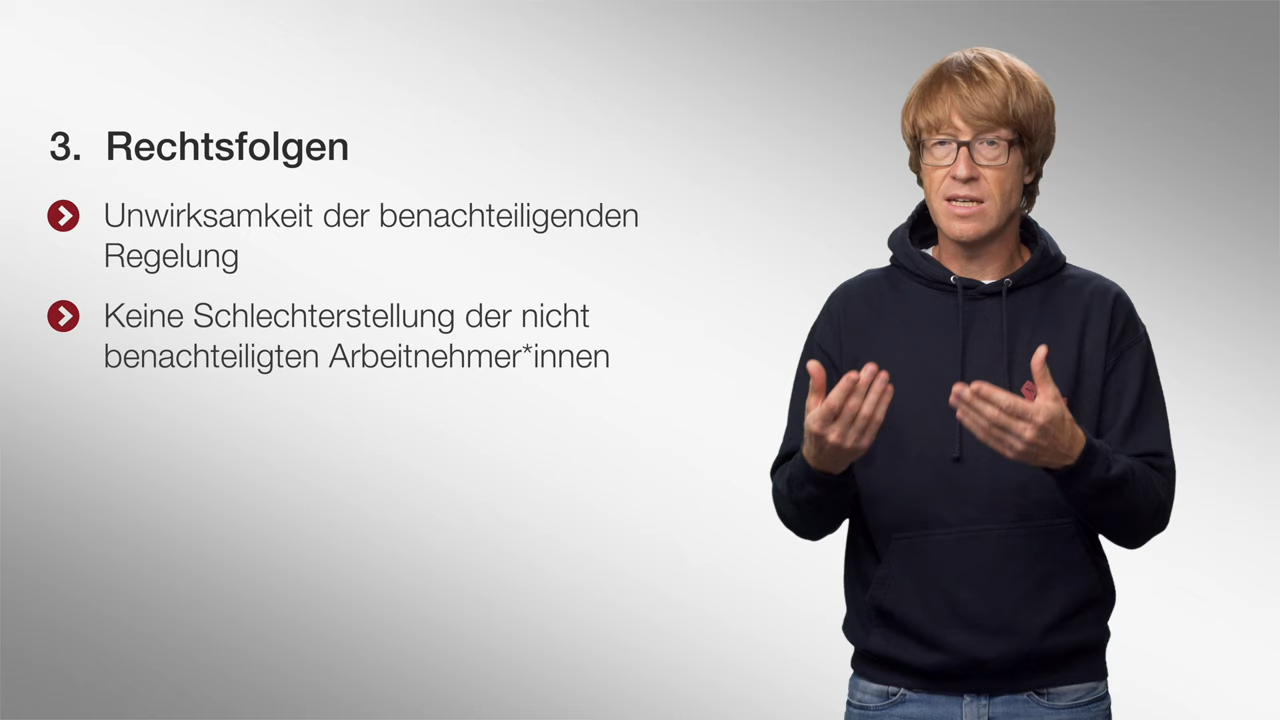 3. Rechtsfolgen
Unwirksamkeit der benachteiligenden
Regelung
Keine Schlechterstellung der nicht
benachteiligten Arbeitnehmer*innen